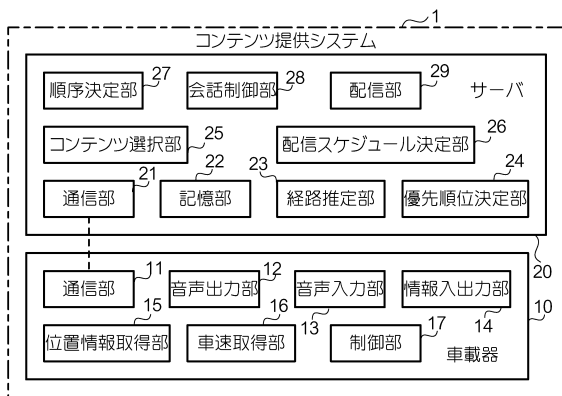 1
コンテンツ提供システム
27 28 29
順序決定部 会話制御部 配信部 サーバ
25 26
コンテンツ選択部 配信スケジュール決定部
21 22 23 24
通信部 記憶部 経路推定部 優先順位決定部
20
11 12 10
通信部 音声出力部 音声入力部 情報入出力部
15 16 13 17 14
位置情報取得部 車速取得部 制御部 車載器